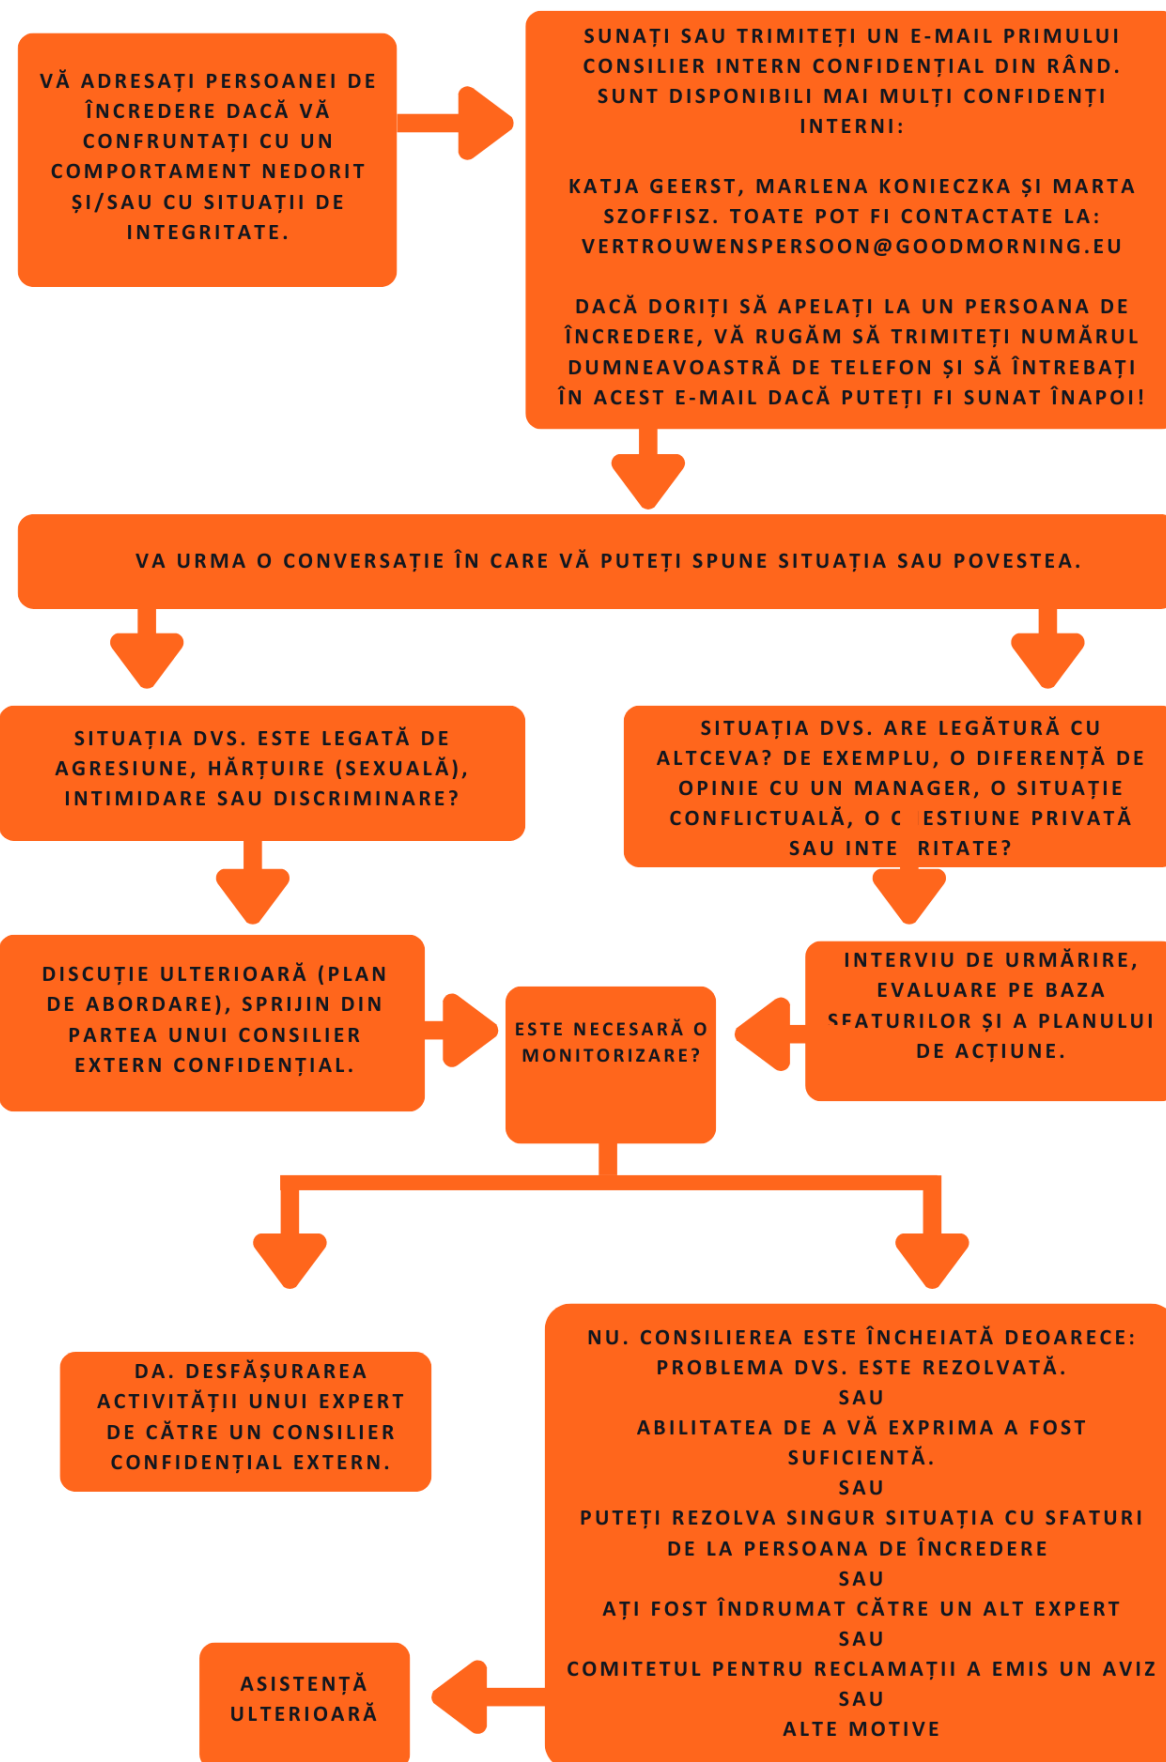 VĂ ADRESAȚI PERSOANEI DE
ÎNCREDERE DACĂ VĂ
CONFRUNTAȚI CU UN
COMPORTAMENT NEDORIT
ȘI/SAU CU SITUAȚII DE
INTEGRITATE.
SUNAȚI SAU TRIMITEȚI UN E-MAIL PRIMULUI
CONSILIER INTERN CONFIDENȚIAL DIN RÂND.
SUNT DISPONIBILI MAI MULȚI CONFIDENȚI
INTERNI:
KATJA GEERST, MARLENA KONIECZKA ȘI MARTA
SZOFFISZ. TOATE POT FI CONTACTATE LA:
VERTROUWENSPERSOON@GOODMORNING.EU
DACĂ DORIȚI SĂ APELAȚI LA UN PERSOANA DE
ÎNCREDERE, VĂ RUGĂM SĂ TRIMITEȚI NUMĂRUL
DUMNEAVOASTRĂ DE TELEFON ȘI SĂ ÎNTREBAȚI
ÎN ACEST E-MAIL DACĂ PUTEȚI FI SUNAT ÎNAPOI!
VA URMA O CONVERSAȚIE ÎN CARE VĂ PUTEȚI SPUNE SITUAȚIA SAU POVESTEA.
SITUAȚIA DVS. ESTE LEGATĂ DE
AGRESIUNE, HĂRȚUIRE (SEXUALĂ),
INTIMIDARE SAU DISCRIMINARE?
SITUAȚIA DVS. ARE LEGĂTURĂ CU
ALTCEVA? DE EXEMPLU, O DIFERENȚĂ DE
OPINIE CU UN MANAGER, O SITUAȚIE
CONFLICTUALĂ, O C ESTIUNE PRIVATĂ
SAU INTE RITATE?
DISCUȚIE ULTERIOARĂ (PLAN
DE ABORDARE), SPRIJIN DIN
PARTEA UNUI CONSILIER
EXTERN CONFIDENȚIAL.
ESTE NECESARĂ O
MONITORIZARE?
INTERVIU DE URMĂRIRE,
EVALUARE PE BAZA
SFATURILOR ȘI A PLANULUI
DE ACȚIUNE.
DA. DESFĂȘURAREA
ACTIVITĂȚII UNUI EXPERT
DE CĂTRE UN CONSILIER
CONFIDENȚIAL EXTERN.
NU. CONSILIEREA ESTE ÎNCHEIATĂ DEOARECE:
PROBLEMA DVS. ESTE REZOLVATĂ.
SAU
ABILITATEA DE A VĂ EXPRIMA A FOST
SUFICIENTĂ.
SAU
PUTEȚI REZOLVA SINGUR SITUAȚIA CU SFATURI
DE LA PERSOANA DE ÎNCREDERE
SAU
AȚI FOST ÎNDRUMAT CĂTRE UN ALT EXPERT
SAU
COMITETUL PENTRU RECLAMAȚII A EMIS UN AVIZ
SAU
ALTE MOTIVE
ASISTENȚĂ
ULTERIOARĂ